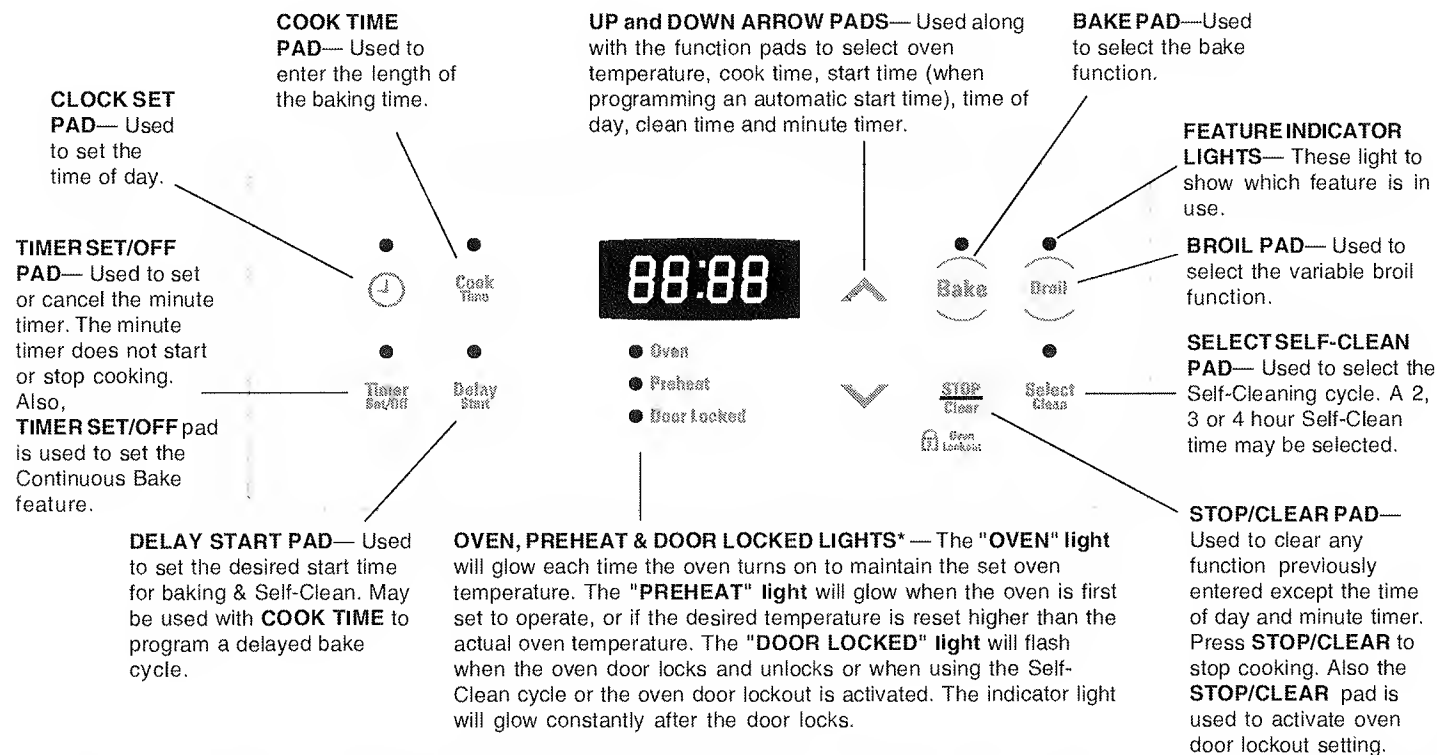 COOK TIME
PAD— Used to
enter the length of
the baking time.
UP and DOWN ARROW PADS— Used along
with the function pads to select oven
temperature, cook time, start time (when
programming an automatic start time), time of
day, clean time and minute timer.
BAKE PAD—Used
to select the bake
function.
CLOCK SET
PAD— Used
to set the
time of day.
FEATURE INDICATOR
LIGHTS— These light to
show which feature is in
use.
TIMER SET/OFF
PAD— Used to set
or cancel the minute
timer. The minute
timer does not start
or stop cooking.
Also,
TIMER SET/OFF pad
is used to set the
Continuous Bake
feature.
Cook
Time
88:88
Bake
Broil
BROIL PAD— Used to
select the variable broil
function.
Timer
Set/Off
Delay
Start
Oven
Preheat
Door Locked
STOP
Clear
Oven
Lockout
Select
Clean
SELECT SELF-CLEAN
PAD— Used to select the
Self-Cleaning cycle. A 2,
3 or 4 hour Self-Clean
time may be selected.
DELAY START PAD— Used
to set the desired start time
for baking & Self-Clean. May
be used with COOK TIME to
program a delayed bake
cycle.
OVEN, PREHEAT & DOOR LOCKED LIGHTS* — The "OVEN" light
will glow each time the oven turns on to maintain the set oven
temperature. The "PREHEAT" light will glow when the oven is first
set to operate, or if the desired temperature is reset higher than the
actual oven temperature. The "DOOR LOCKED" light will flash
when the oven door locks and unlocks or when using the Self-
Clean cycle or the oven door lockout is activated. The indicator light
will glow constantly after the door locks.
STOP/CLEAR PAD—
Used to clear any
function previously
entered except the time
of day and minute timer.
Press STOP/CLEAR to
stop cooking. Also the
STOP/CLEAR pad is
used to activate oven
door lockout setting.